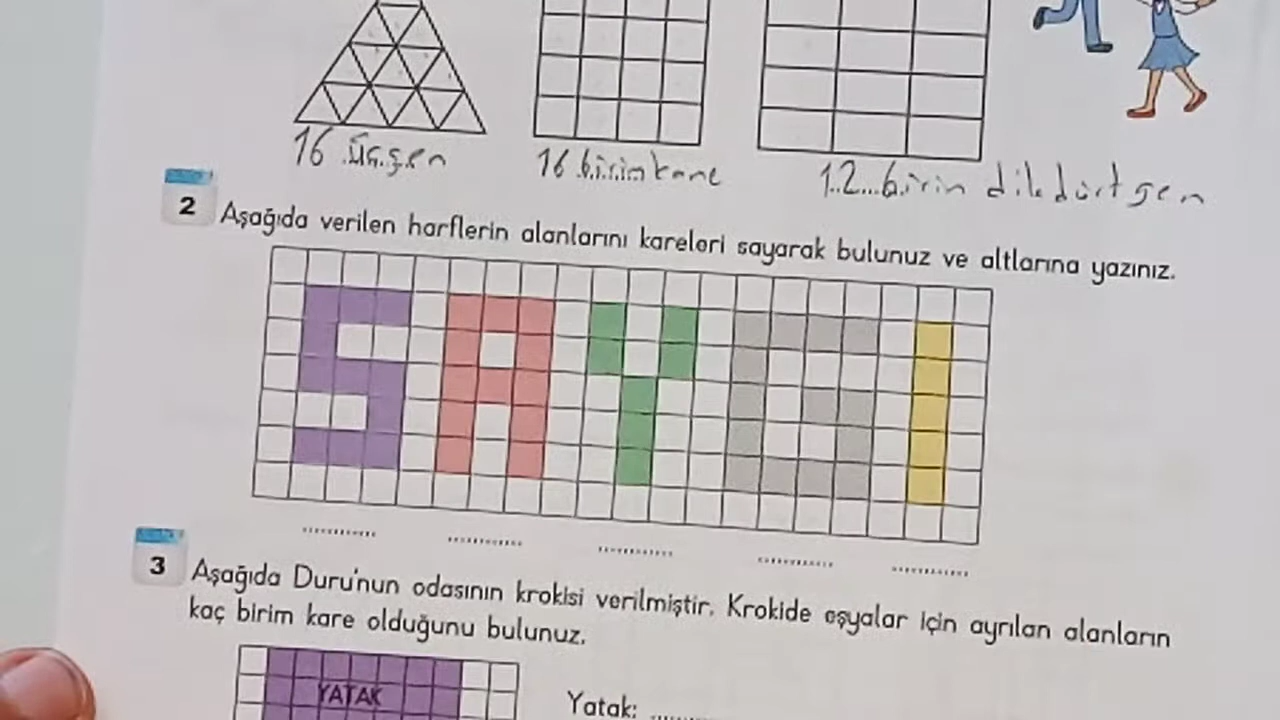 16 üçgen
16 birim kare
12 birim dikdörtgen
2
Aşağıda verilen harflerin alanlarını kareleri sayarak bulunuz ve altlarına yazınız.
SAYGI
3
Aşağıda Duru'nun odasının krokisi verilmiştir. Krokide eşyalar için ayrılan alanların
kaç birim kare olduğunu bulunuz.
YATAK
Yatak: